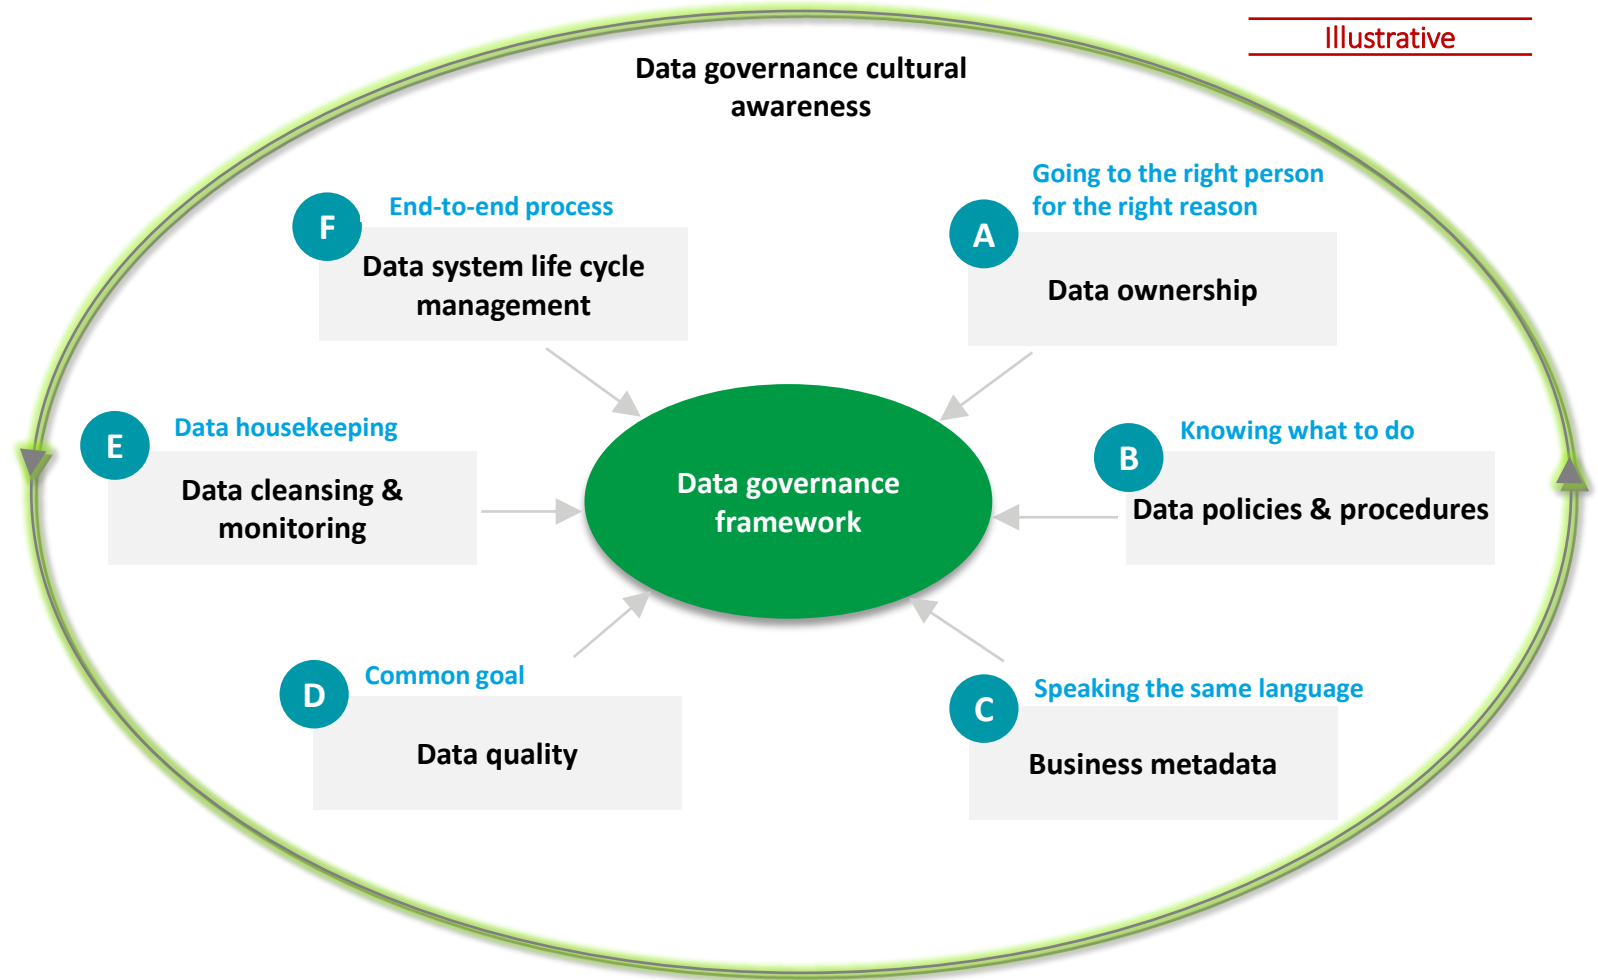 Illustrative
Data governance cultural
awareness
Going to the right person
for the right reason
A
Data ownership
Knowing what to do
B
Data policies & procedures
Speaking the same language
C
Business metadata
Common goal
D
Data quality
Data housekeeping
E
Data cleansing &
monitoring
End-to-end process
F
Data system life cycle
management
Data governance
framework